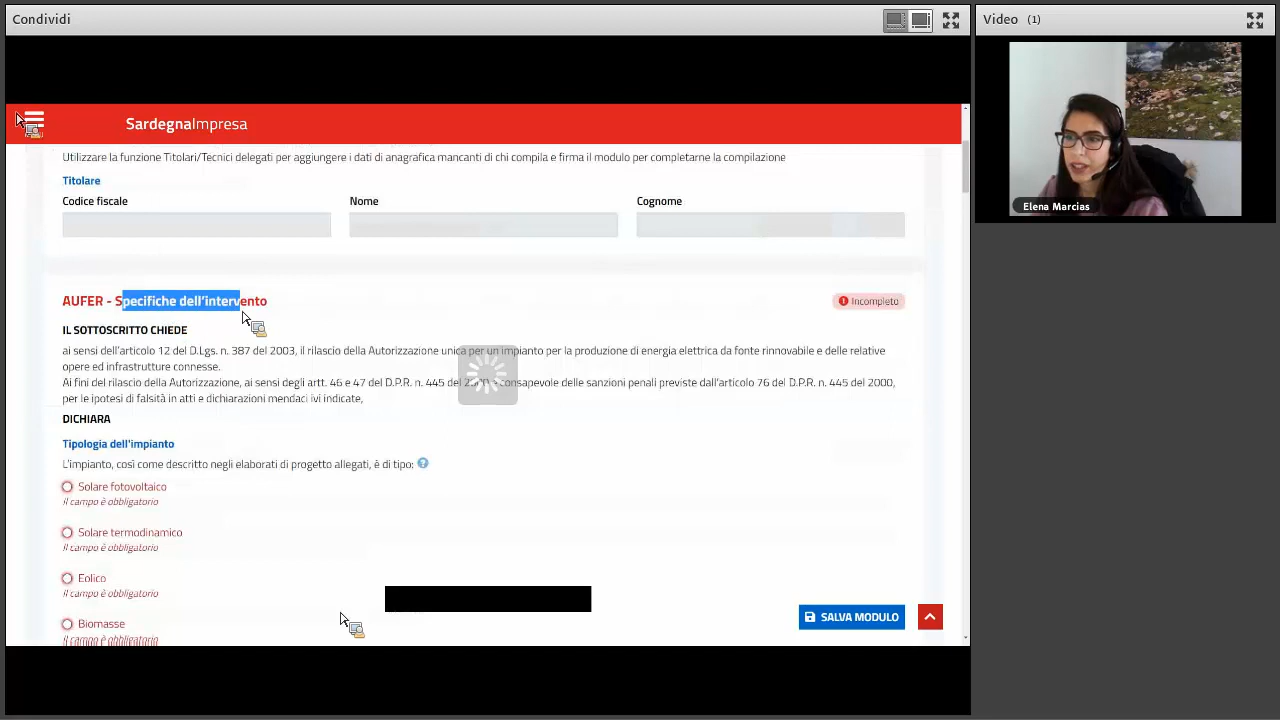 Condividi
Video (1)
Elena Marcias
SardegnaImpresa
Utilizzare la funzione Titolari/Tecnici delegati per aggiungere i dati di anagrafica mancanti di chi compila e firma il modulo per completarne la compilazione
Titolare
Codice fiscale Nome Cognome
AUFER - Specifiche dell'intervento
Incompleto
IL SOTTOSCRITTO CHIEDE
ai sensi dell'articolo 12 del D.Lgs. n. 387 del 2003, il rilascio della Autorizzazione unica per un impianto per la produzione di energia elettrica da fonte rinnovabile e delle relative
opere ed infrastrutture connesse.
Ai fini del rilascio della Autorizzazione, ai sensi degli artt. 46 e 47 del D.P.R. n. 445 del consapevole delle sanzioni penali previste dall'articolo 76 del D.P.R. n. 445 del 2000,
per le ipotesi di falsità in atti e dichiarazioni mendaci ivi indicate,
DICHIARA
Tipologia dell'impianto
L'impianto, così come descritto negli elaborati di progetto allegati, è di tipo: ?
Solare fotovoltaico
Il campo è obbligatorio
Solare termodinamico
Il campo è obbligatorio
Eolico
Il campo è obbligatorio
Biomasse
Il campo è obbligatorio
SALVA MODULO